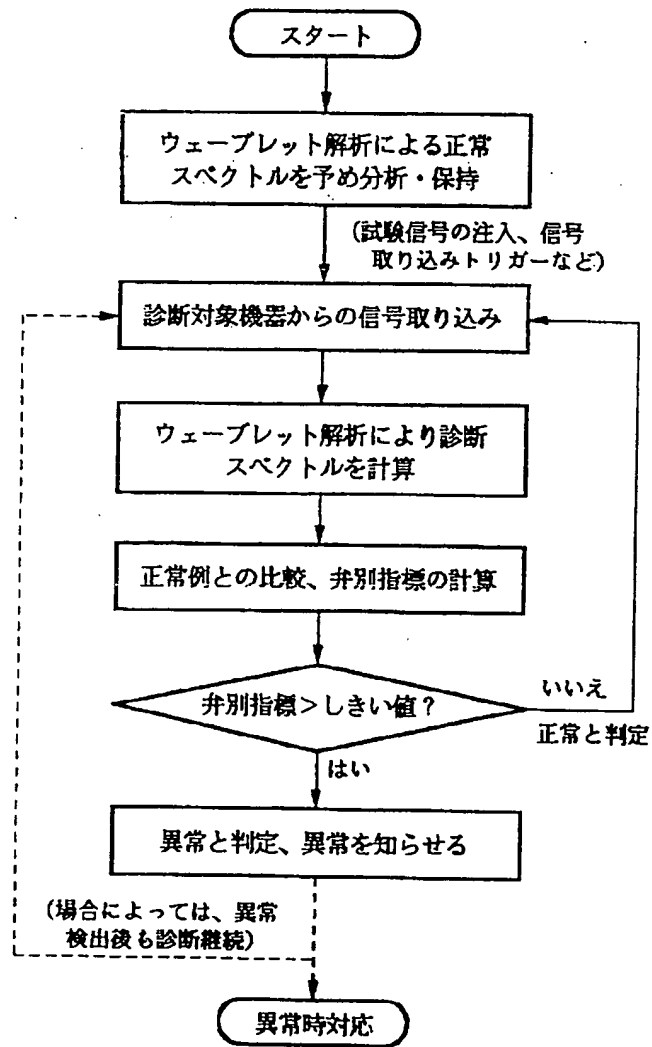 スタート
ウェーブレット解析による正常
スペクトルを予め分析・保持
(試験信号の注入、信号
取り込みトリガーなど)
診断対象機器からの信号取り込み
ウェーブレット解析により診断
スペクトルを計算
正常例との比較、弁別指標の計算
弁別指標>しきい値?
いいえ
正常と判定
はい
異常と判定、異常を知らせる
(場合によっては、異常
検出後も診断継続)
異常時対応